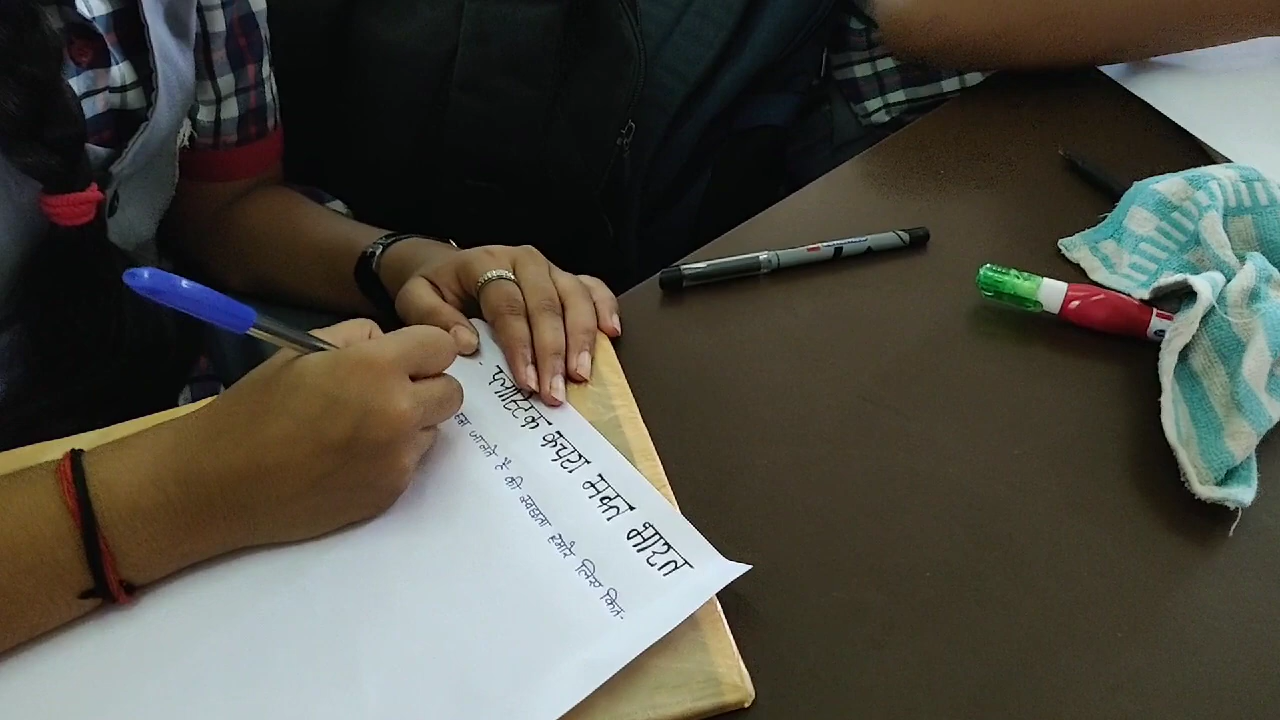 प्लास्टिक कचरा मुक्त भारत
जानते है की स्वच्छता हमारे लिए कित-